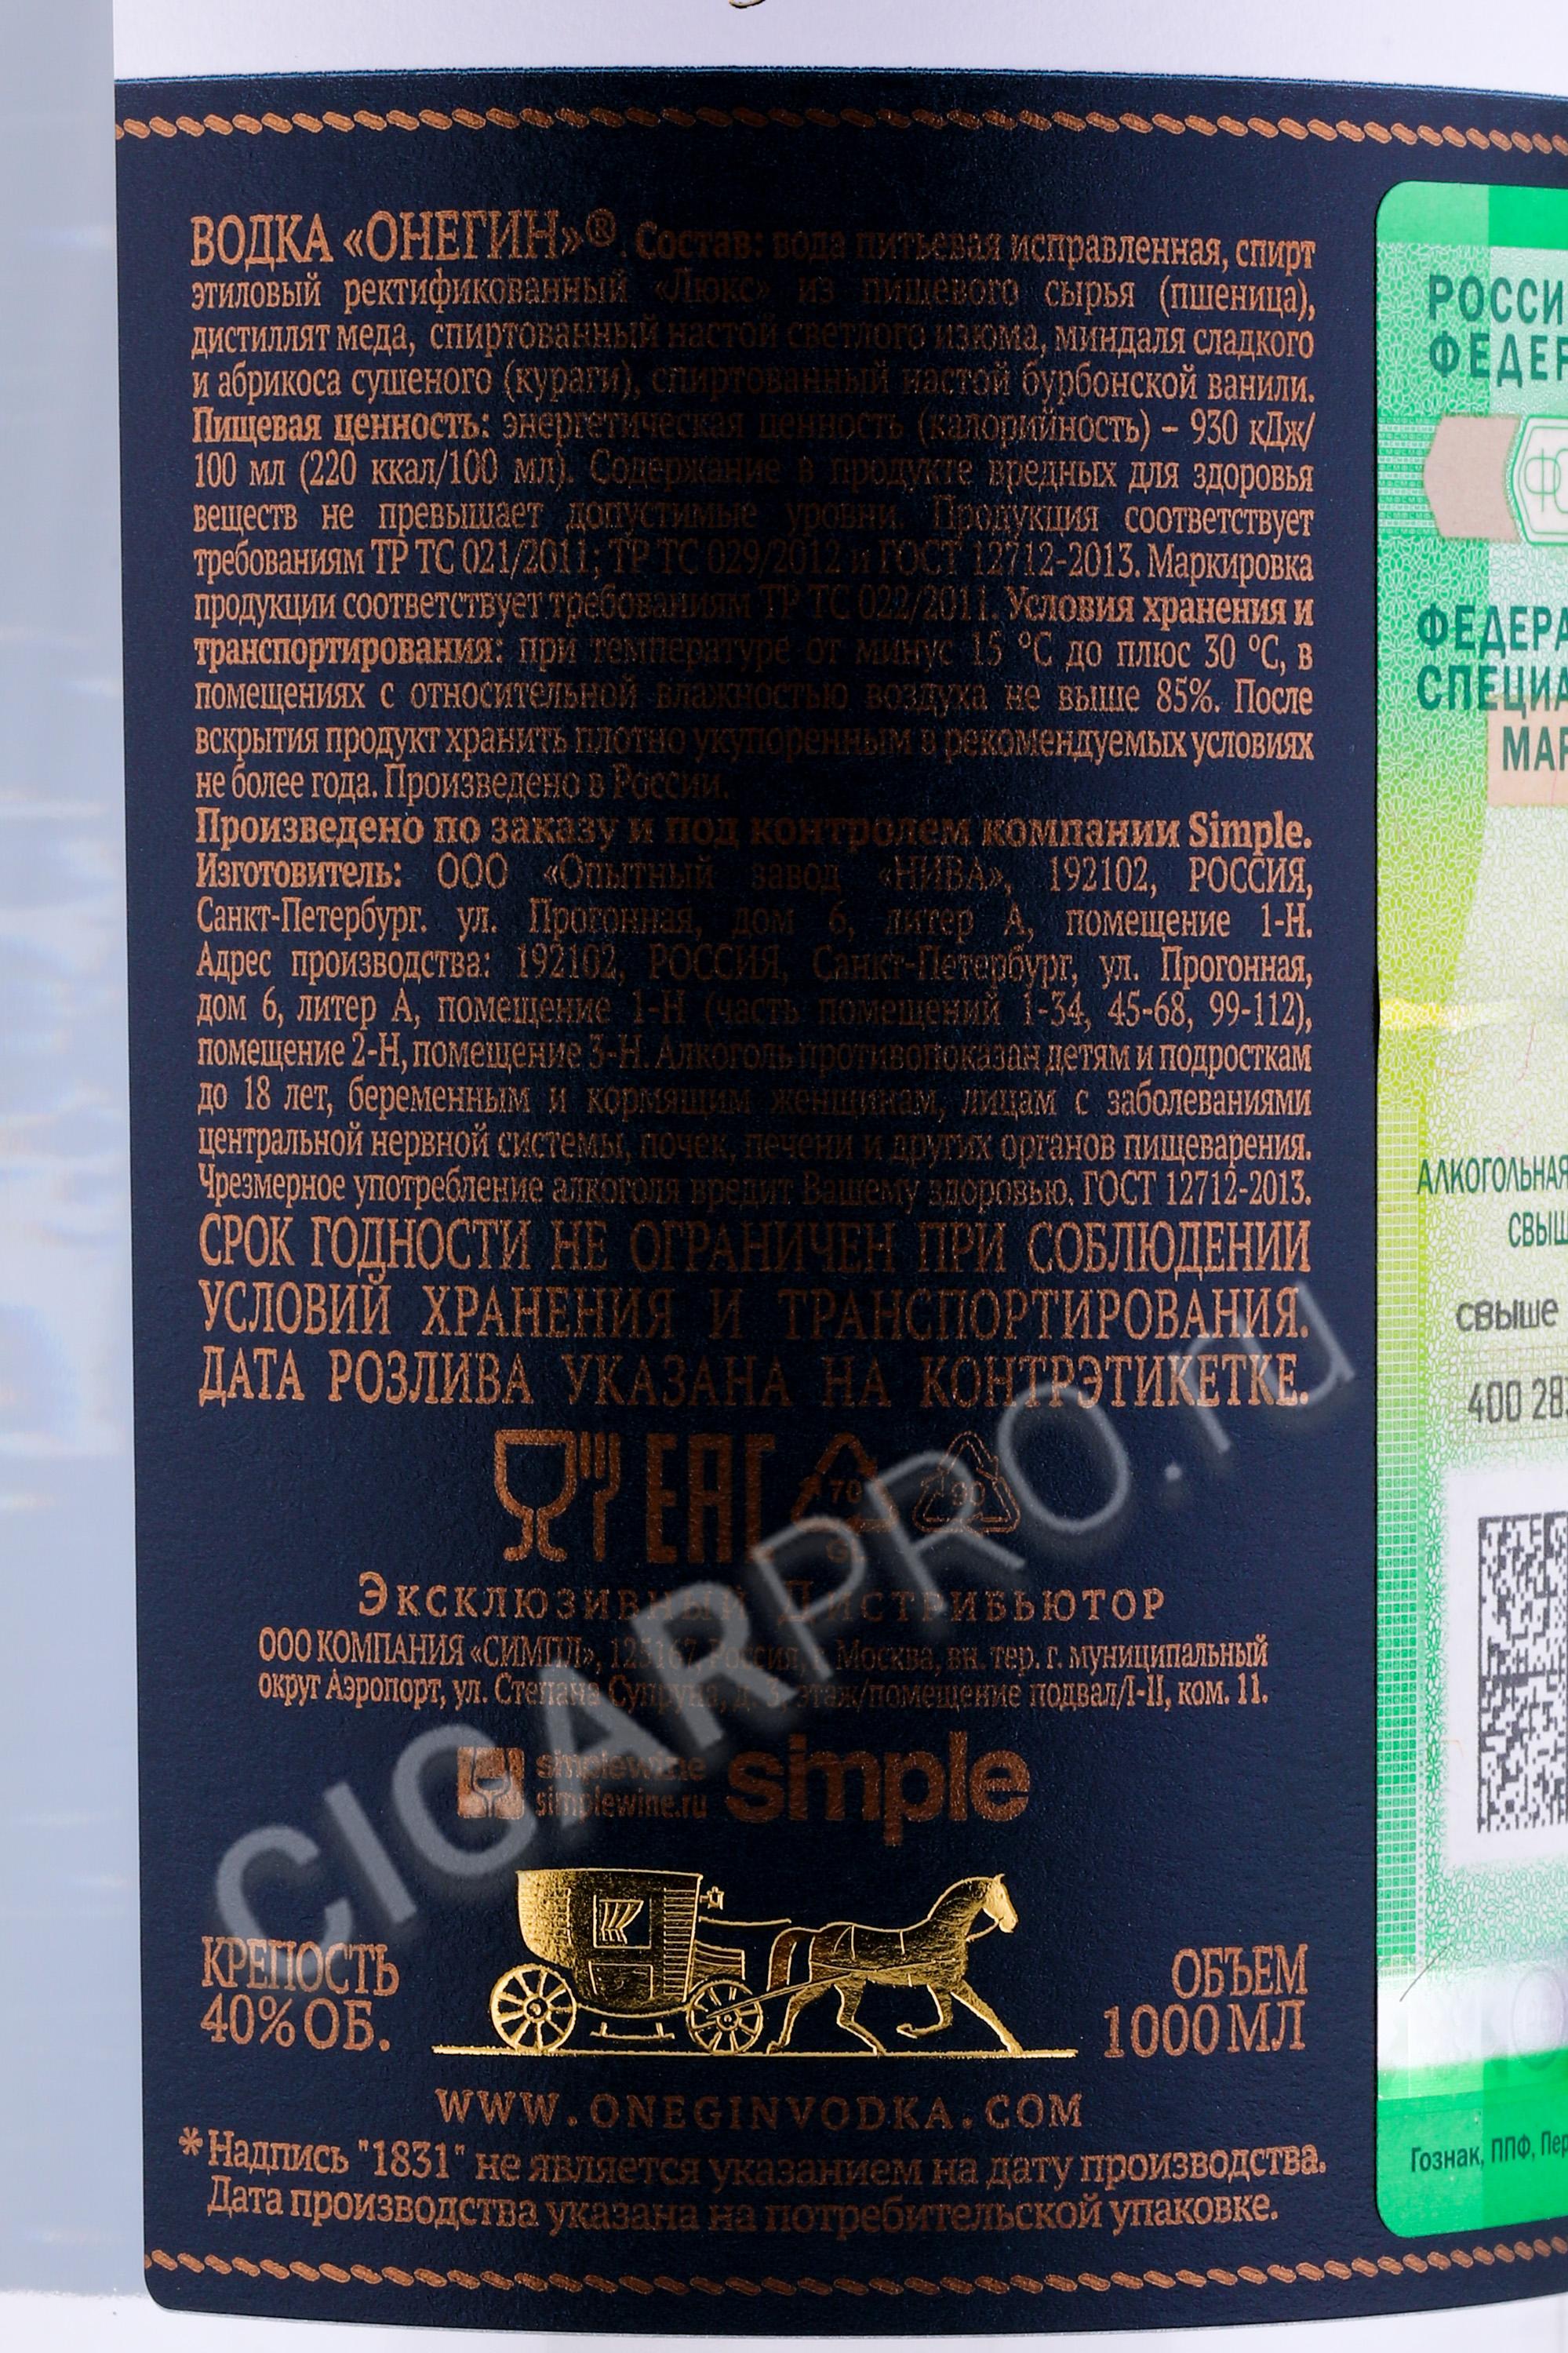 ВОДКА «ОНЕГИН»®. Состав: вода питьевая исправленная, спирт
этиловый ректификованный «Люкс» из пищевого сырья (пшеница),
дистиллят меда, спиртованный настой светлого изюма, миндаля сладкого
и абрикоса сушеного (кураги), спиртованный настой бурбонской ванили.
Пищевая ценность: энергетическая ценность (калорийность) – 930 кДж/
100 мл (220 ккал/100 мл). Содержание в продукте вредных для здоровья
веществ не превышает допустимые уровни. Продукция соответствует
требованиям ТР ТС 021/2011; ТР ТС 029/2012 и ГОСТ 12712-2013. Маркировка
продукции соответствует требованиям ТР ТС 022/2011. Условия хранения и
транспортирования: при температуре от минус 15 °С до плюс 30 °С, в
помещениях с относительной влажностью воздуха не выше 85%. После
вскрытия продукт хранить плотно укупоренным в рекомендуемых условиях
не более года. Произведено в России.
Произведено по заказу и под контролем компании Simple.
Изготовитель: ООО «Опытный завод «НИВА», 192102, РОССИЯ,
Санкт-Петербург. ул. Прогонная, дом 6, литер А, помещение 1-Н.
Адрес производства: 192102, РОССИЯ, Санкт-Петербург, ул. Прогонная,
дом 6, литер А, помещение 1-Н (часть помещений 1-34, 45-68, 99-112),
помещение 2-Н, помещение 3-Н. Алкоголь противопоказан детям и подросткам
до 18 лет, беременным и кормящим женщинам, лицам с заболеваниями
центральной нервной системы, почек, печени и других органов пищеварения.
Чрезмерное употребление алкоголя вредит Вашему здоровью. ГОСТ 12712-2013.
СРОК ГОДНОСТИ НЕ ОГРАНИЧЕН ПРИ СОБЛЮДЕНИИ
УСЛОВИЙ ХРАНЕНИЯ И ТРАНСПОРТИРОВАНИЯ.
ДАТА РОЗЛИВА УКАЗАНА НА КОНТРЭТИКЕТКЕ.
EAC 70 90
Эксклюзивный Дистрибьютор
ООО КОМПАНИЯ «СИМПЛ», 125167, Россия, г. Москва, вн. тер. г. муниципальный
округ Аэропорт, ул. Степана Супруна, д. 3, этаж/помещение подвал/I-II, ком. 11.
simplewine
simplewine.ru
simple
КРЕПОСТЬ
40% ОБ.
ОБЪЕМ
1000 МЛ
WWW.ONEGINVODKA.COM
*Надпись "1831" не является указанием на дату производства.
Дата производства указана на потребительской упаковке.
CIGARPRO.ru
РОССИ
ФЕДЕР
ФЕДЕРА
СПЕЦИА
МАР
АЛКОГОЛЬНАЯ
СВЫШ
свыше
400 28
Гознак, ППФ, Пер